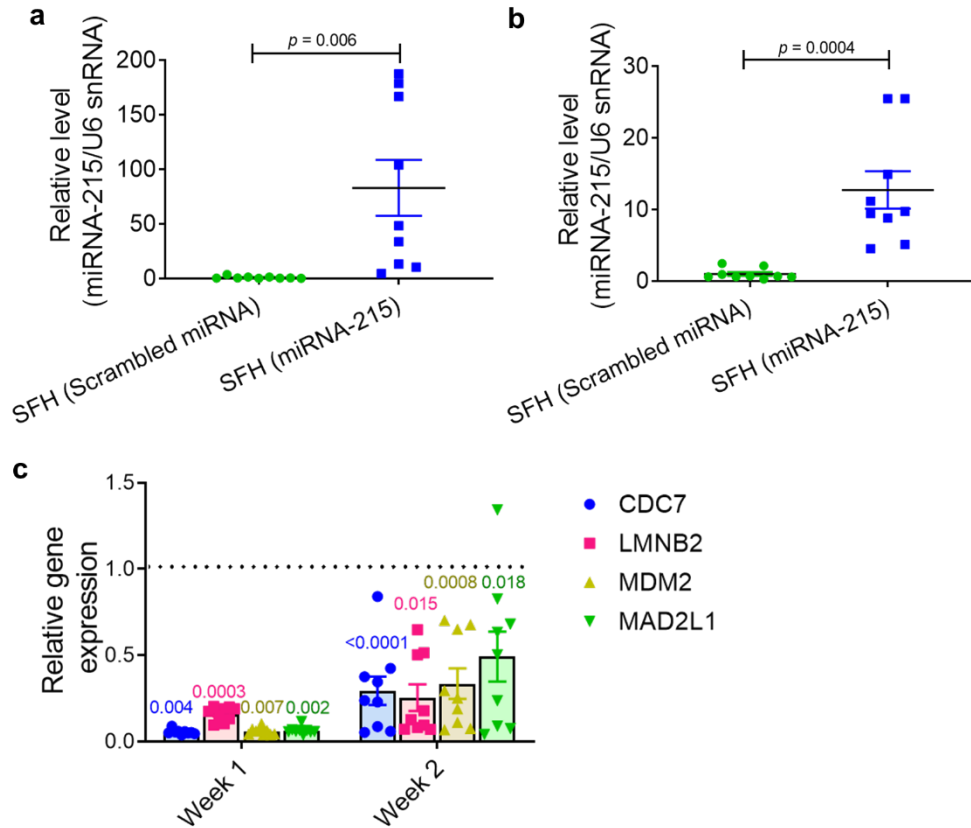 a
p = 0.006
Relative level
(miRNA-215/U6 snRNA)
200
150
100
50
0
SFH (Scrambled miRNA)
SFH (miRNA-215)
b
p = 0.0004
Relative level
(miRNA-215/U6 snRNA)
30
20
10
0
SFH (Scrambled miRNA)
SFH (miRNA-215)
c
Relative gene
expression
1.5
1.0
0.5
0.0
0.004
0.0003
0.007
0.002
<0.0001
0.015
0.0008
0.018
Week 1
Week 2
CDC7
LMNB2
MDM2
MAD2L1